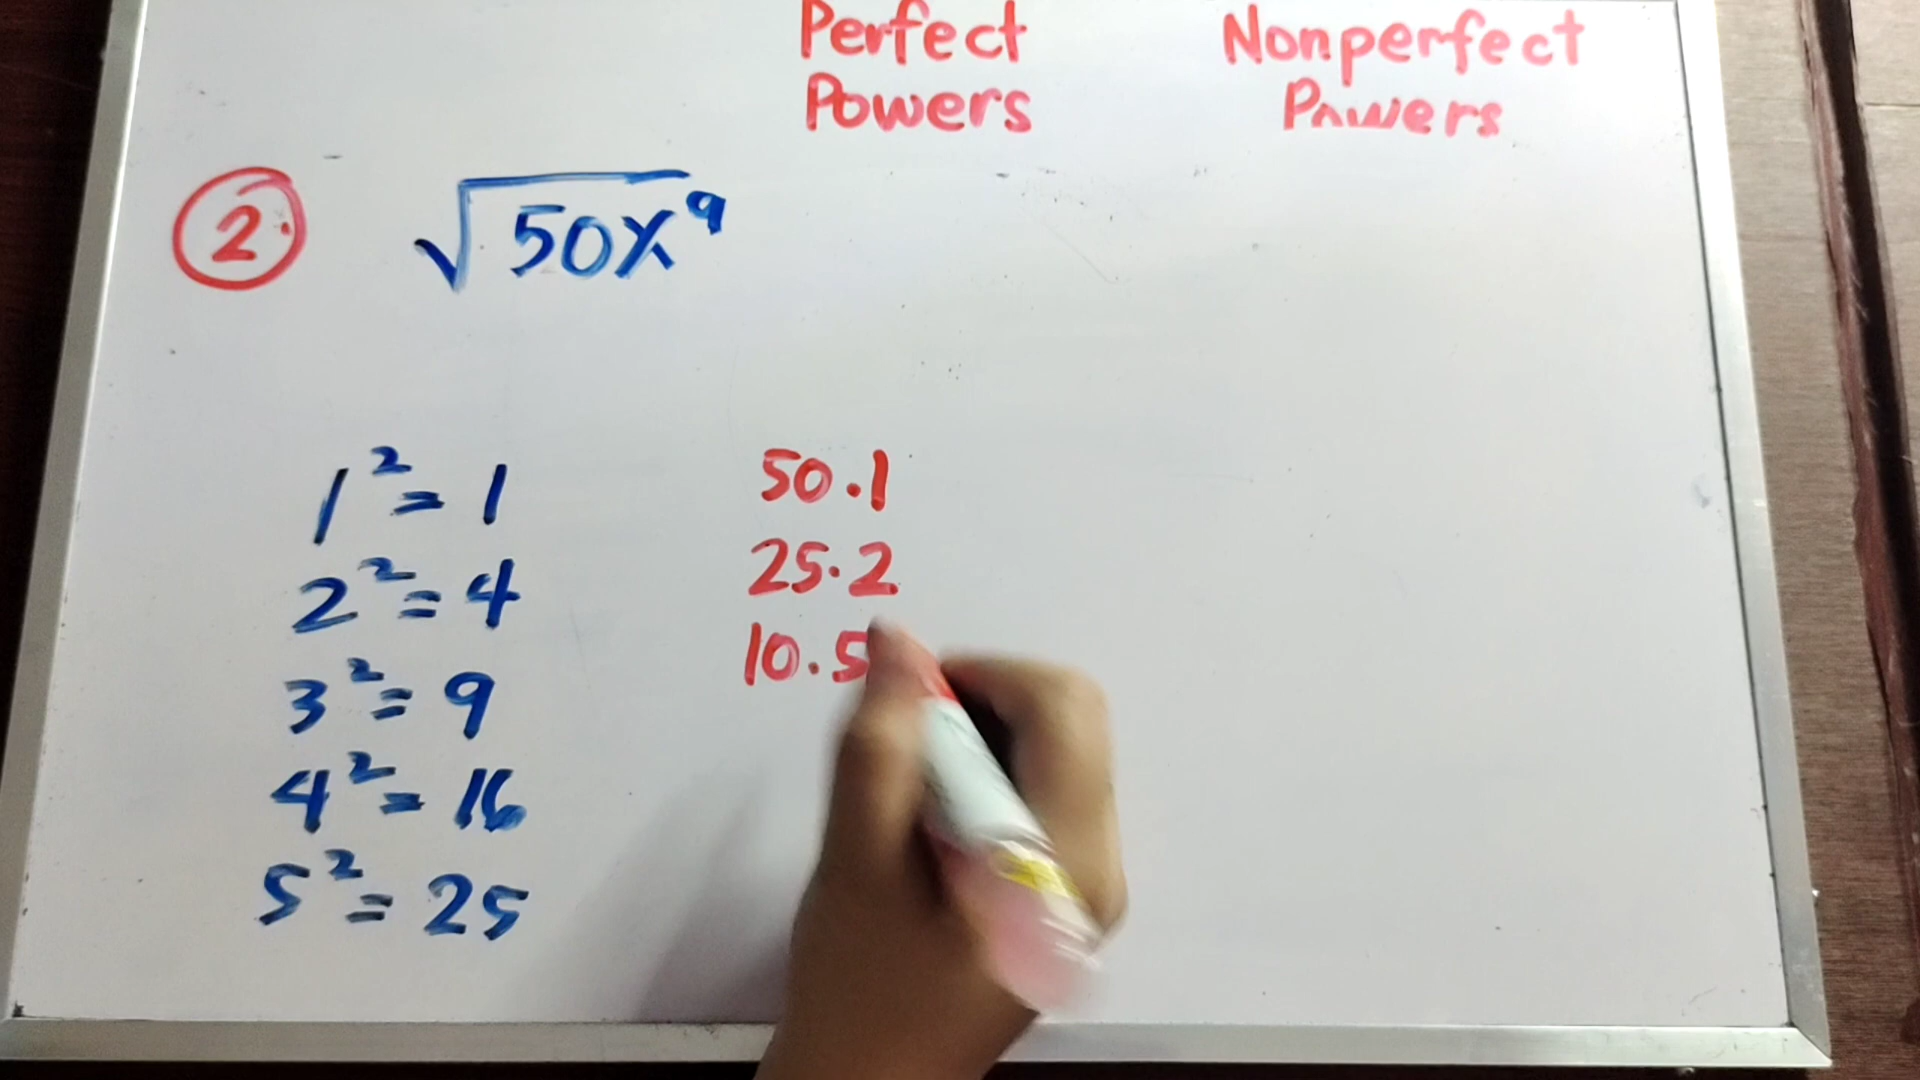 Perfect Powers
Nonperfect Powers
2.
√50x⁹
1² = 1
2² = 4
3² = 9
4² = 16
5² = 25
50.1
25.2
10.5